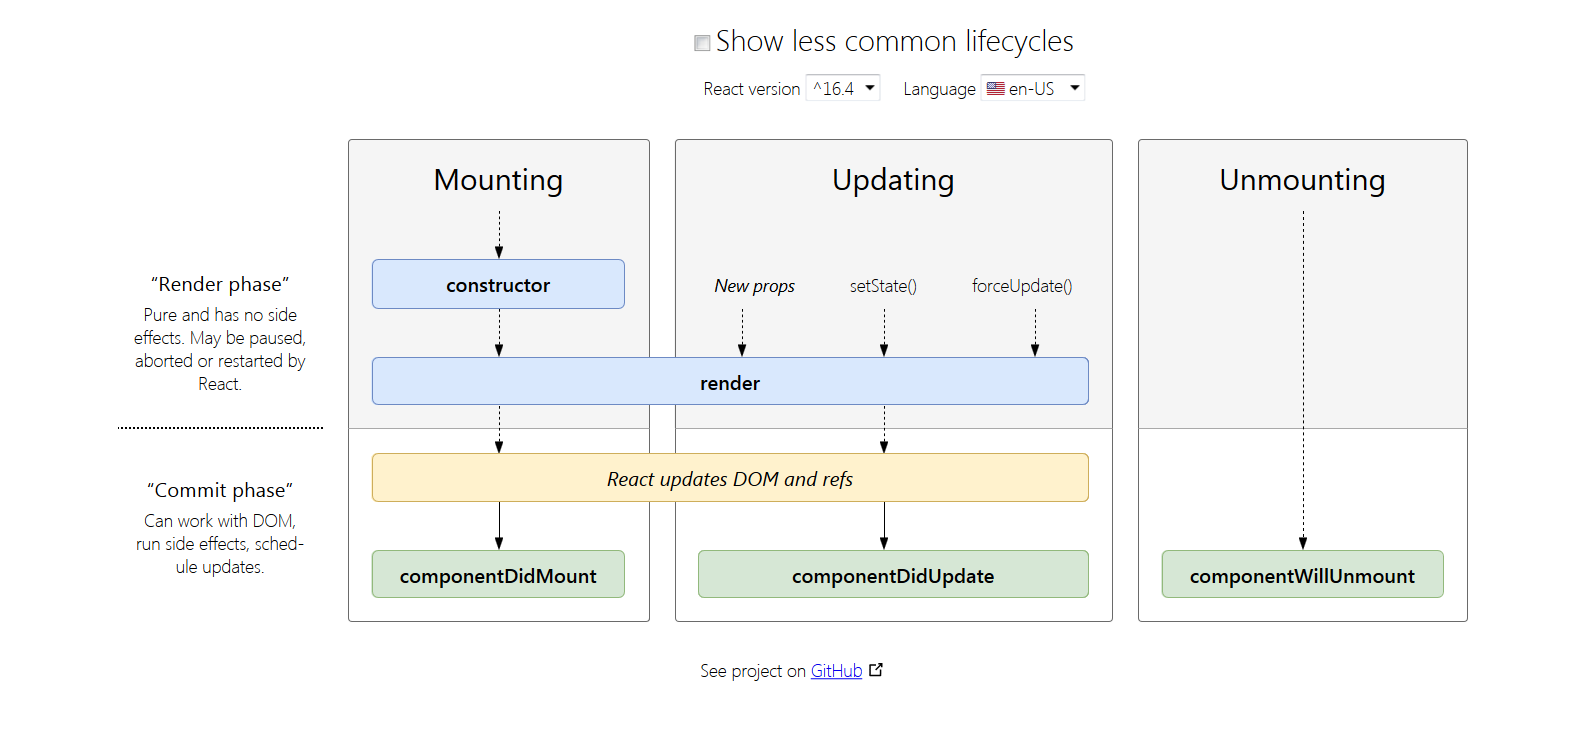 Show less common lifecycles
React version ^16.4 Language en-US
Mounting
Updating
Unmounting
“Render phase”
Pure and has no side
effects. May be paused,
aborted or restarted by
React.
constructor
New props
setState()
forceUpdate()
render
“Commit phase”
Can work with DOM,
run side effects, sched-
ule updates.
React updates DOM and refs
componentDidMount
componentDidUpdate
componentWillUnmount
See project on GitHub